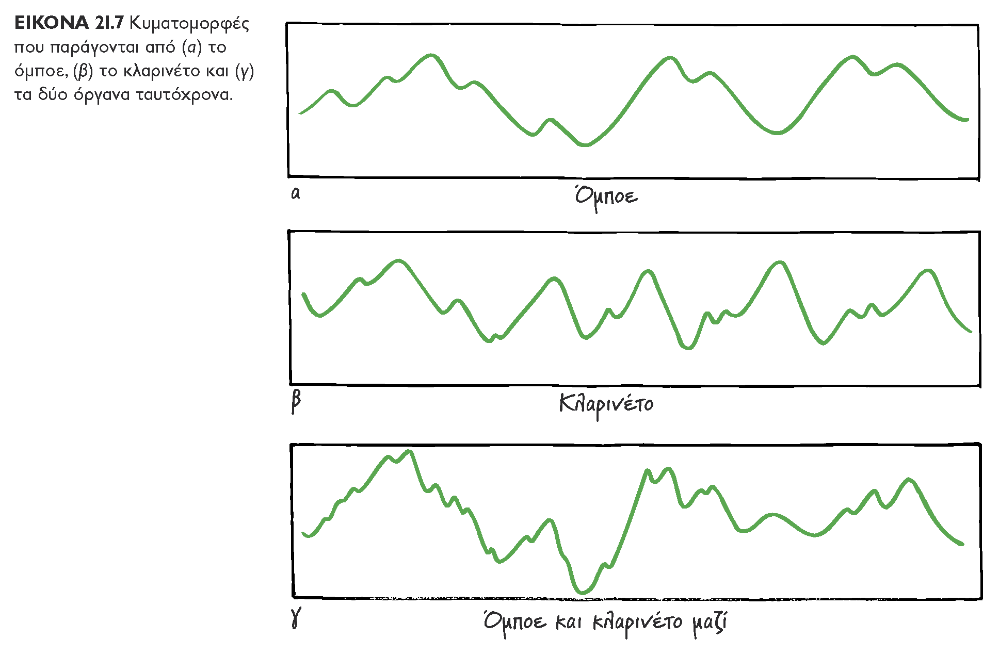 ΕΙΚΟΝΑ 21.7 Κυματομορφές
που παράγονται από (α) το
όμποε, (β) το κλαρινέτο και (γ)
τα δύο όργανα ταυτόχρονα.
α
Όμποε
β
Κλαρινέτο
γ
Όμποε και κλαρινέτο μαζί